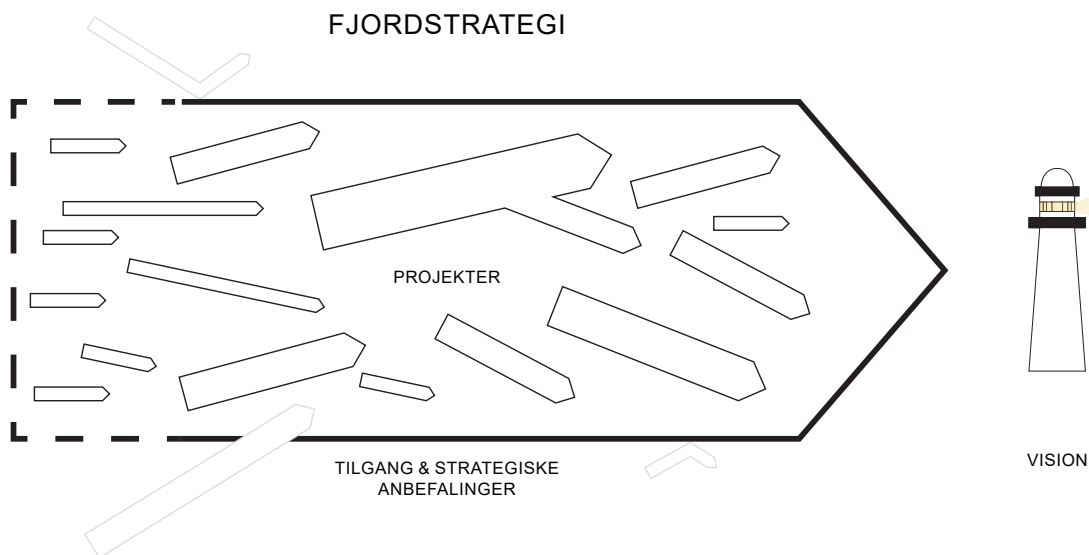 FJORDSTRATEGI
PROJEKTER
TILGANG & STRATEGISKE
ANBEFALINGER
VISION